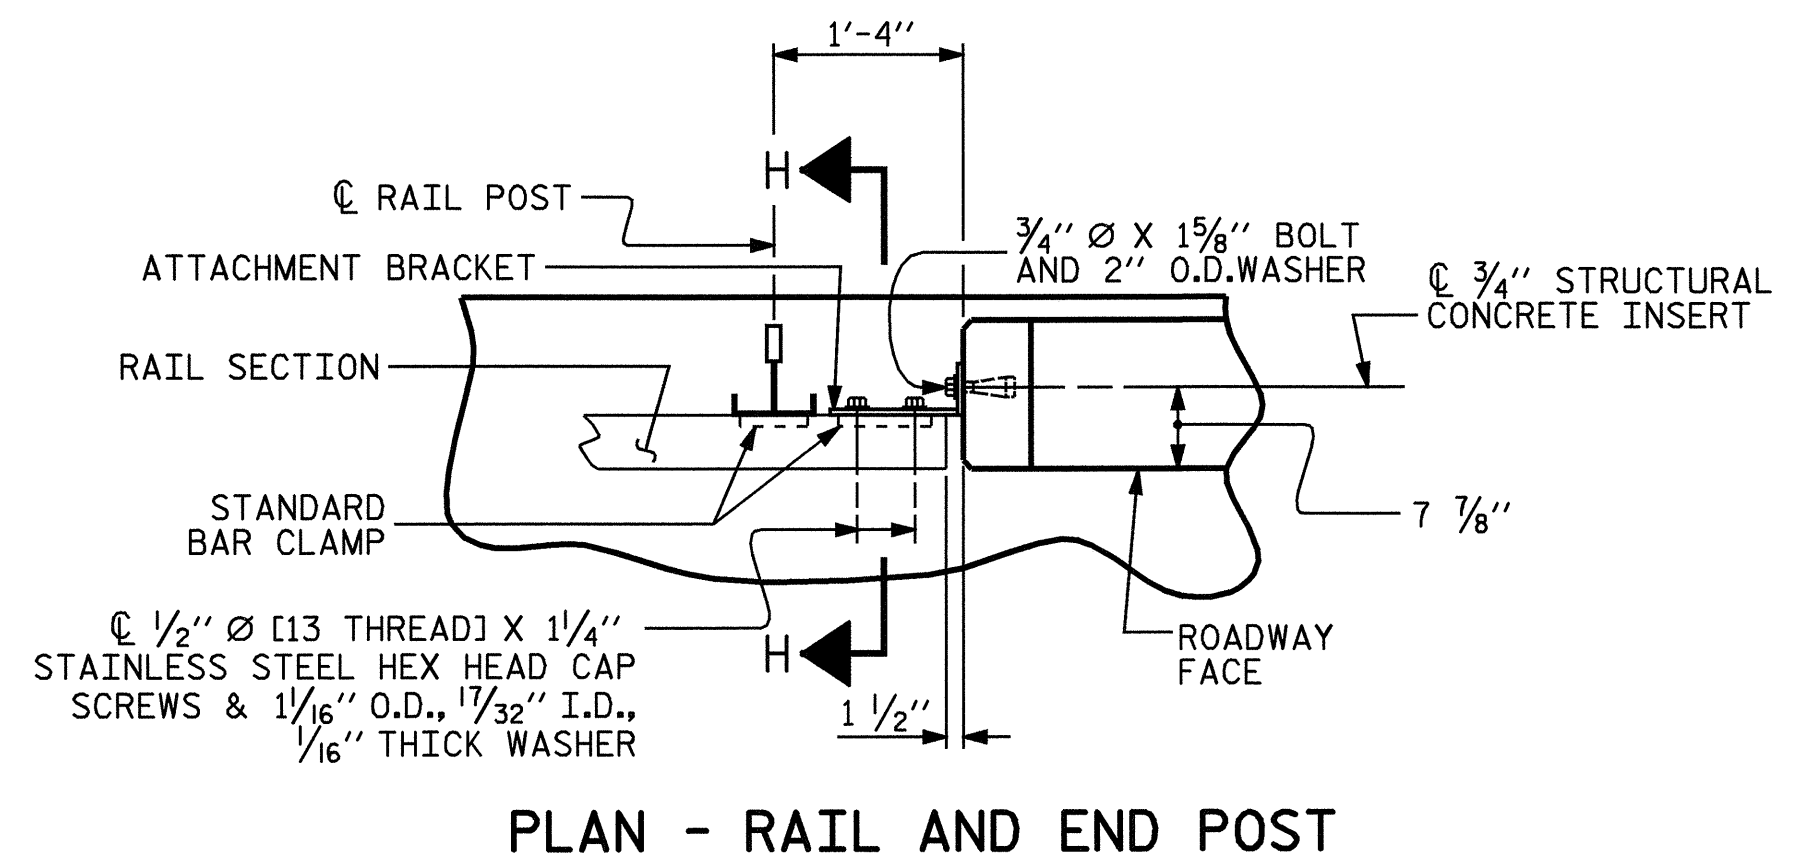 1'-4"
H
℄ RAIL POST
ATTACHMENT BRACKET
3/4" Ø X 1 5/8" BOLT
AND 2" O.D.WASHER
℄ 3/4" STRUCTURAL
CONCRETE INSERT
RAIL SECTION
STANDARD
BAR CLAMP
7 7/8"
℄ 1/2" Ø [13 THREAD] X 1 1/4"
STAINLESS STEEL HEX HEAD CAP
SCREWS & 1 1/16" O.D., 17/32" I.D.,
1/16" THICK WASHER
H
ROADWAY
FACE
1 1/2"
PLAN - RAIL AND END POST